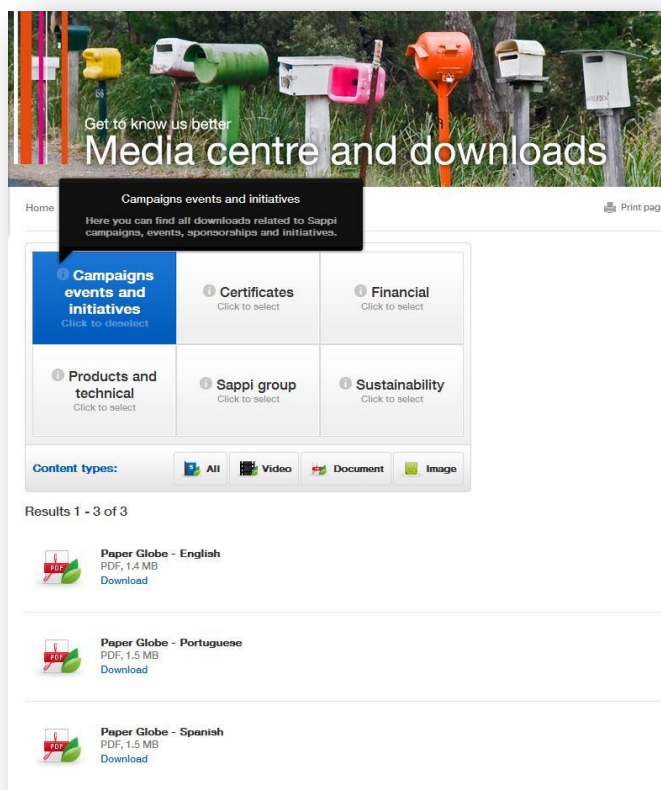 Get to know us better
Media centre and downloads
Home
Print page
Campaigns events and initiatives
Here you can find all downloads related to Sappi
campaigns, events, sponsorships and initiatives.
Campaigns
events and
initiatives
Click to deselect
Certificates
Click to select
Financial
Click to select
Products and
technical
Click to select
Sappi group
Click to select
Sustainability
Click to select
Content types:
All
Video
Document
Image
Results 1 - 3 of 3
PDF
Paper Globe - English
PDF, 1.4 MB
Download
PDF
Paper Globe - Portuguese
PDF, 1.5 MB
Download
PDF
Paper Globe - Spanish
PDF, 1.5 MB
Download